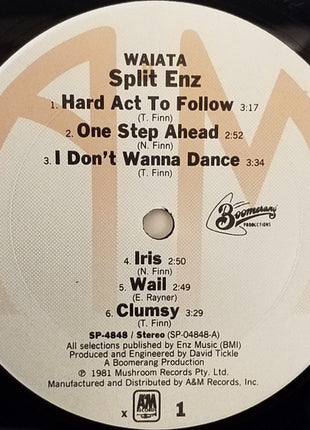 WAIATA
Split Enz
1. Hard Act To Follow 3:17
(T. Finn)
2. One Step Ahead 2:52
(N. Finn)
3. I Don't Wanna Dance 3:34
(T. Finn)
Boomerang
PRODUCTIONS
4. Iris 2:50
(N. Finn)
5. Wail 2:49
(E. Rayner)
6. Clumsy 3:29
(T. Finn)
SP-4848 / Stereo (SP-04848-A)
All selections published by Enz Music (BMI)
Produced and Engineered by David Tickle
A Boomerang Production
℗ 1981 Mushroom Records Pty. Ltd.
Manufactured and Distributed by A&M Records, Inc.
x A&M RECORDS 1